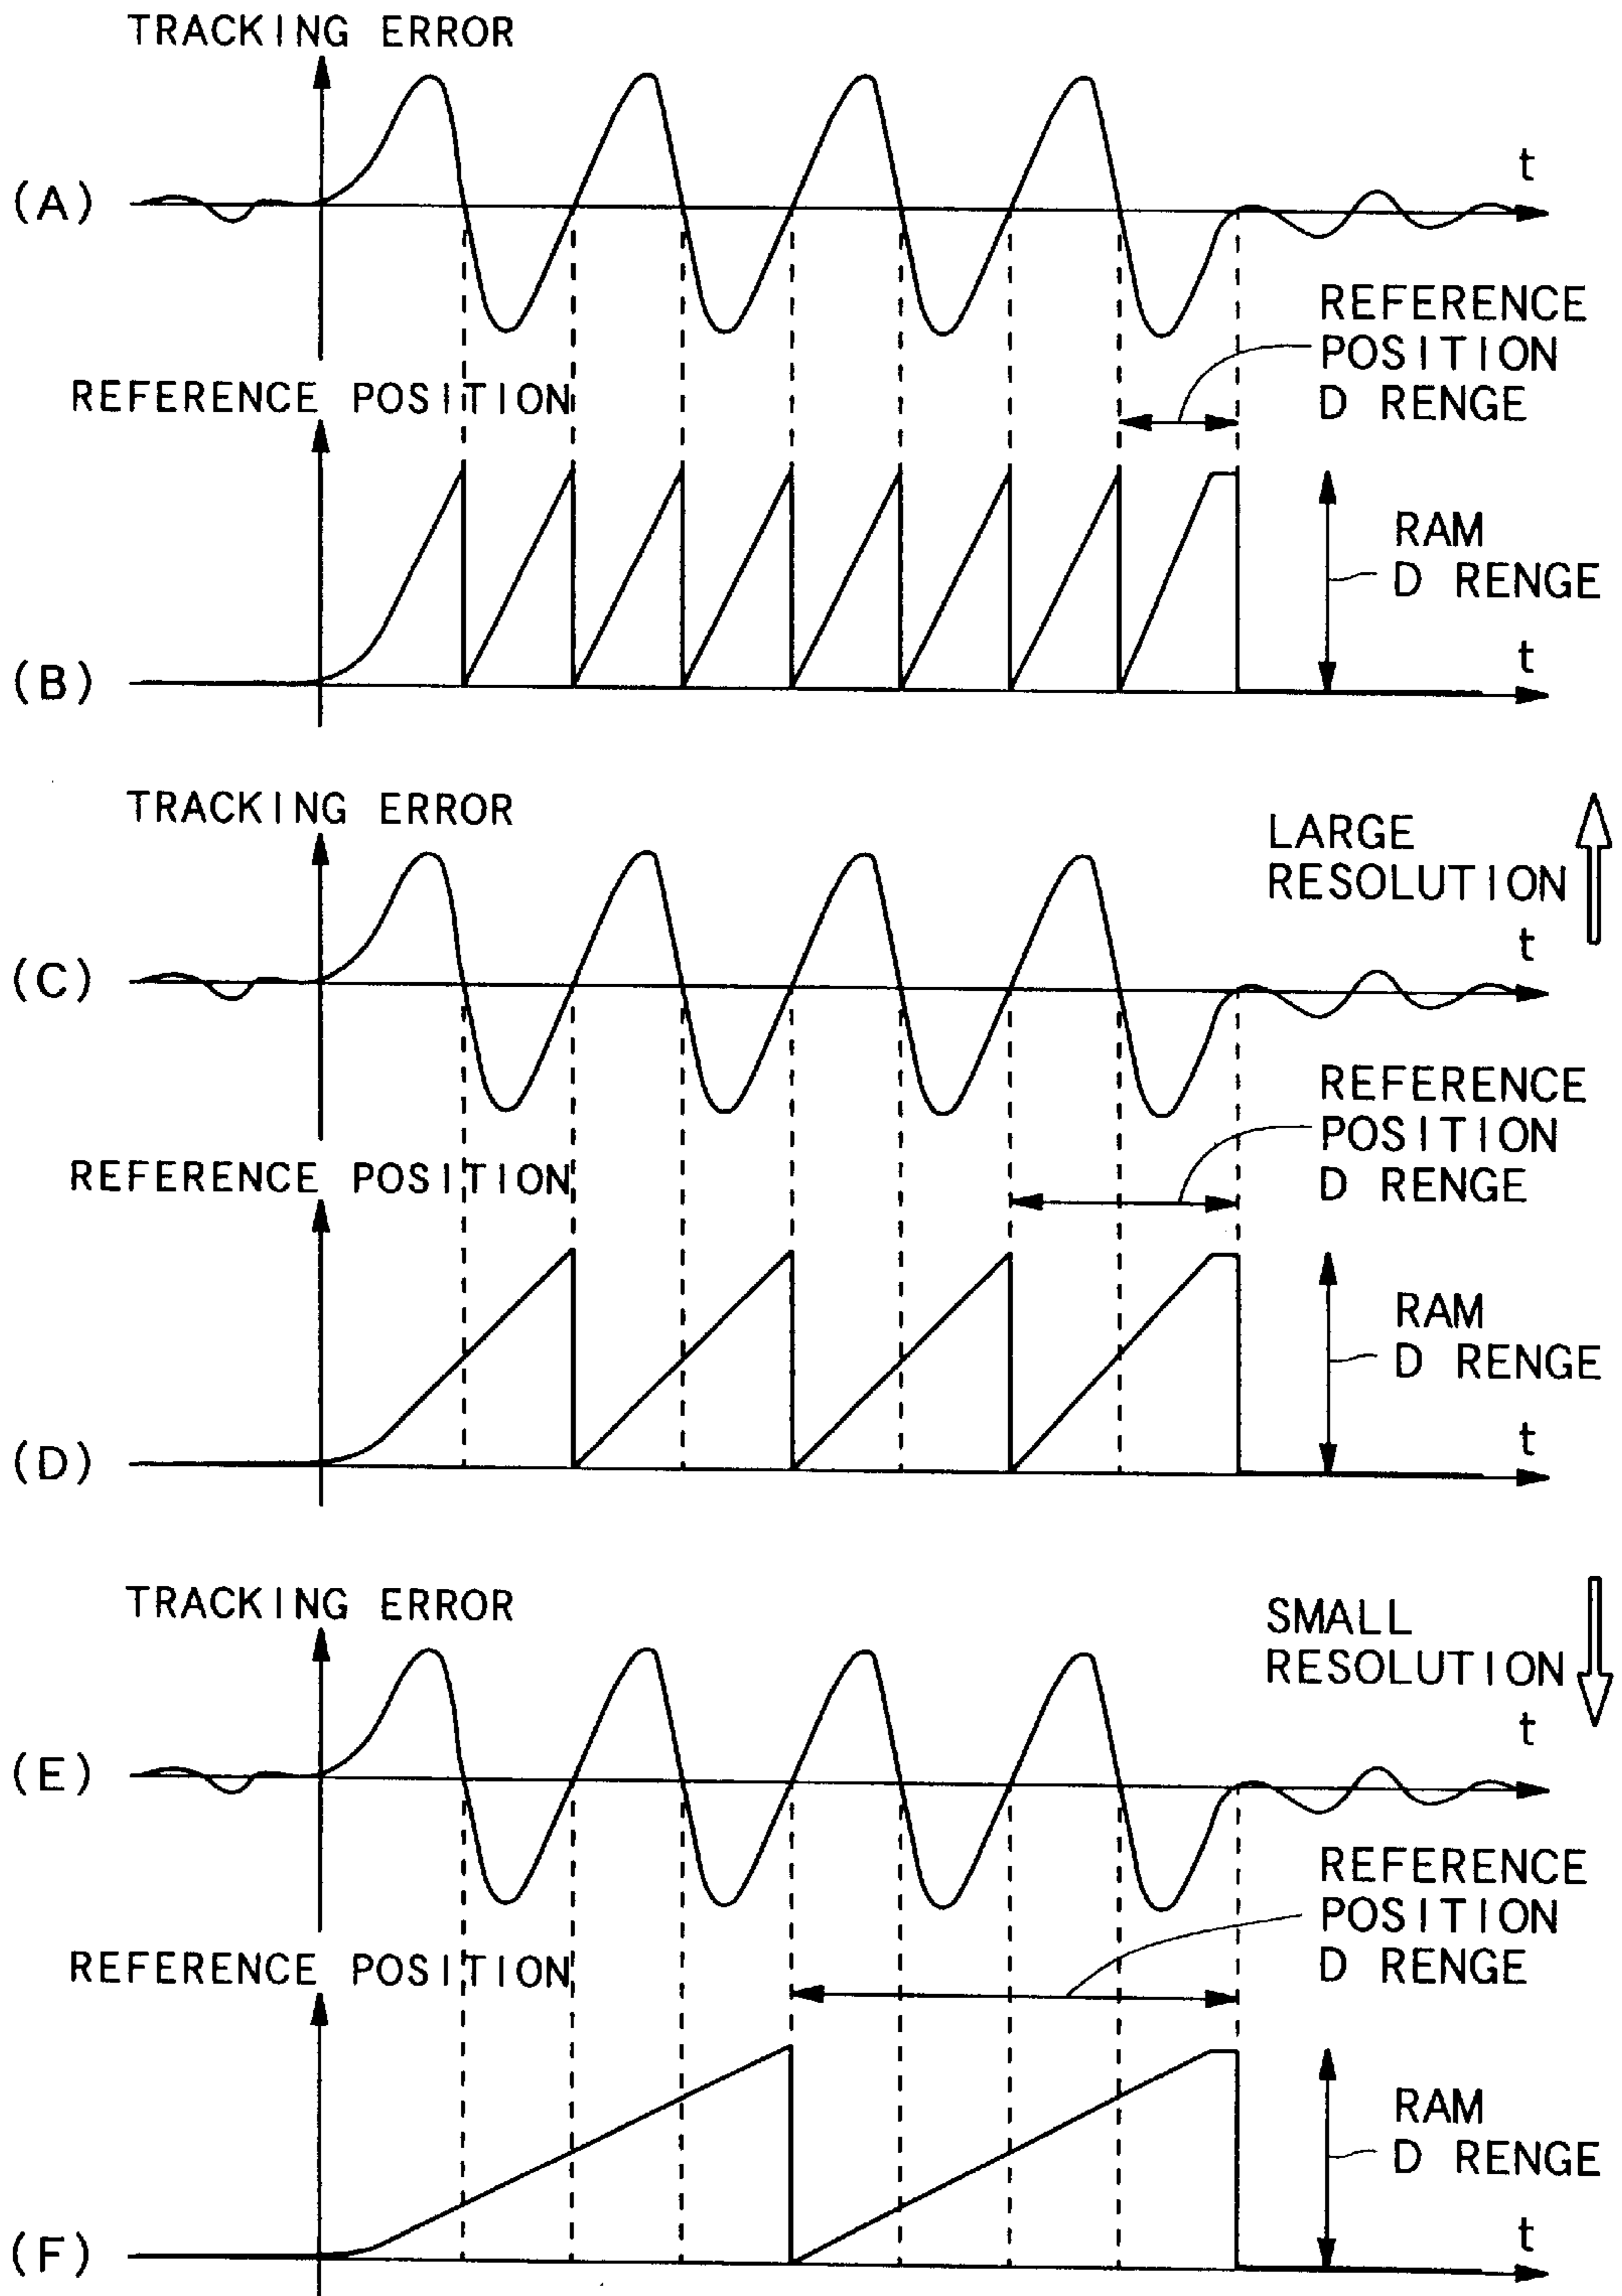 TRACKING ERROR
(A)
t
REFERENCE
POSITION
D RENGE
REFERENCE POSITION
RAM
D RENGE
(B)
t
TRACKING ERROR
LARGE
RESOLUTION
(C)
t
REFERENCE
POSITION
D RENGE
REFERENCE POSITION
RAM
D RENGE
(D)
t
TRACKING ERROR
SMALL
RESOLUTION
(E)
t
REFERENCE
POSITION
D RENGE
REFERENCE POSITION
RAM
D RENGE
(F)
t